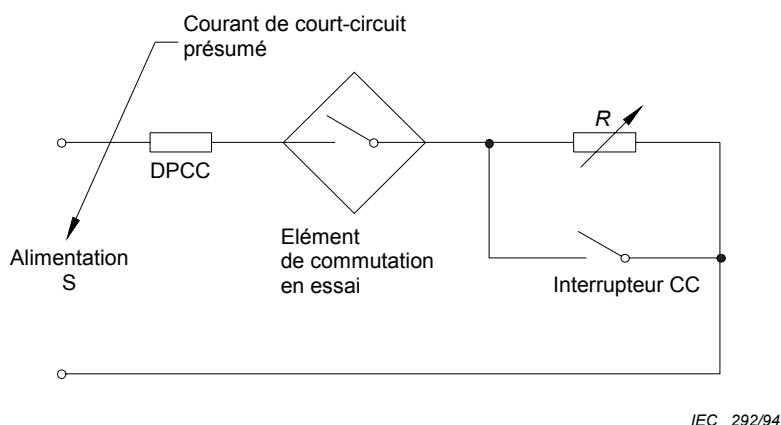 Courant de court-circuit
présumé
R
DPCC
Alimentation
S
Elément
de commutation
en essai
Interrupteur CC
IEC 292/94